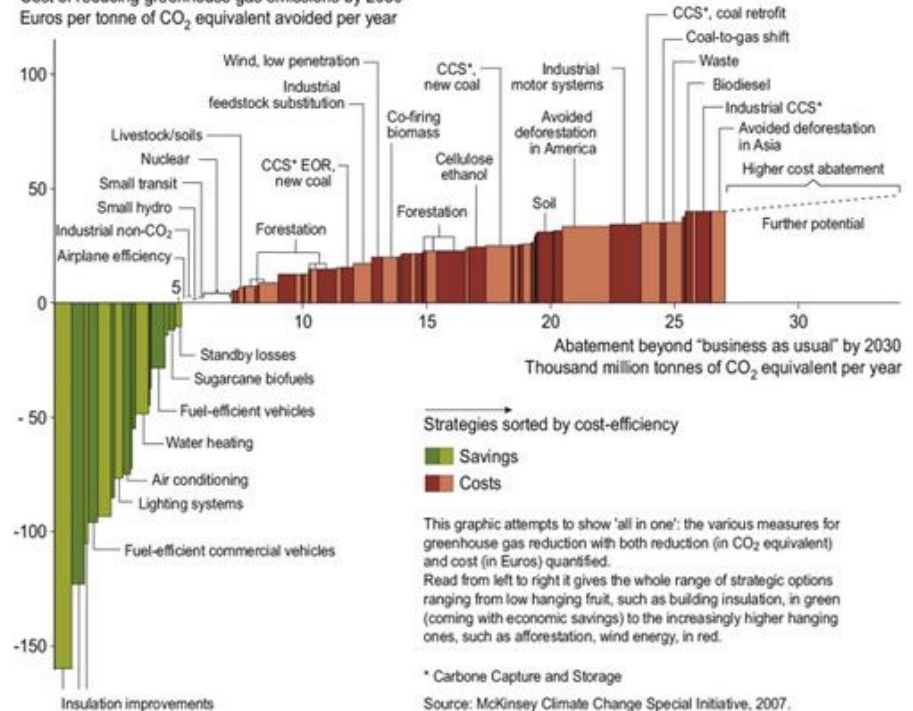 Cost of reducing greenhouse gas emissions by 2030
Euros per tonne of CO2 equivalent avoided per year
100
50
0
- 50
-100
-150
5
10
15
20
25
30
Wind, low penetration
Industrial
feedstock substitution
Livestock/soils
Nuclear
Small transit
Small hydro
Industrial non-CO2
Airplane efficiency
CCS* EOR,
new coal
Forestation
Co-firing
biomass
Forestation
CCS*,
new coal
Cellulose
ethanol
Industrial
motor systems
Avoided
deforestation
in America
Soil
CCS*, coal retrofit
Coal-to-gas shift
Waste
Biodiesel
Industrial CCS*
Avoided deforestation
in Asia
Higher cost abatement
Further potential
Abatement beyond “business as usual” by 2030
Thousand million tonnes of CO2 equivalent per year
Standby losses
Sugarcane biofuels
Fuel-efficient vehicles
Water heating
Air conditioning
Lighting systems
Fuel-efficient commercial vehicles
Insulation improvements
Strategies sorted by cost-efficiency
Savings
Costs
This graphic attempts to show 'all in one': the various measures for
greenhouse gas reduction with both reduction (in CO2 equivalent)
and cost (in Euros) quantified.
Read from left to right it gives the whole range of strategic options
ranging from low hanging fruit, such as building insulation, in green
(coming with economic savings) to the increasingly higher hanging
ones, such as afforestation, wind energy, in red.
* Carbone Capture and Storage
Source: McKinsey Climate Change Special Initiative, 2007.